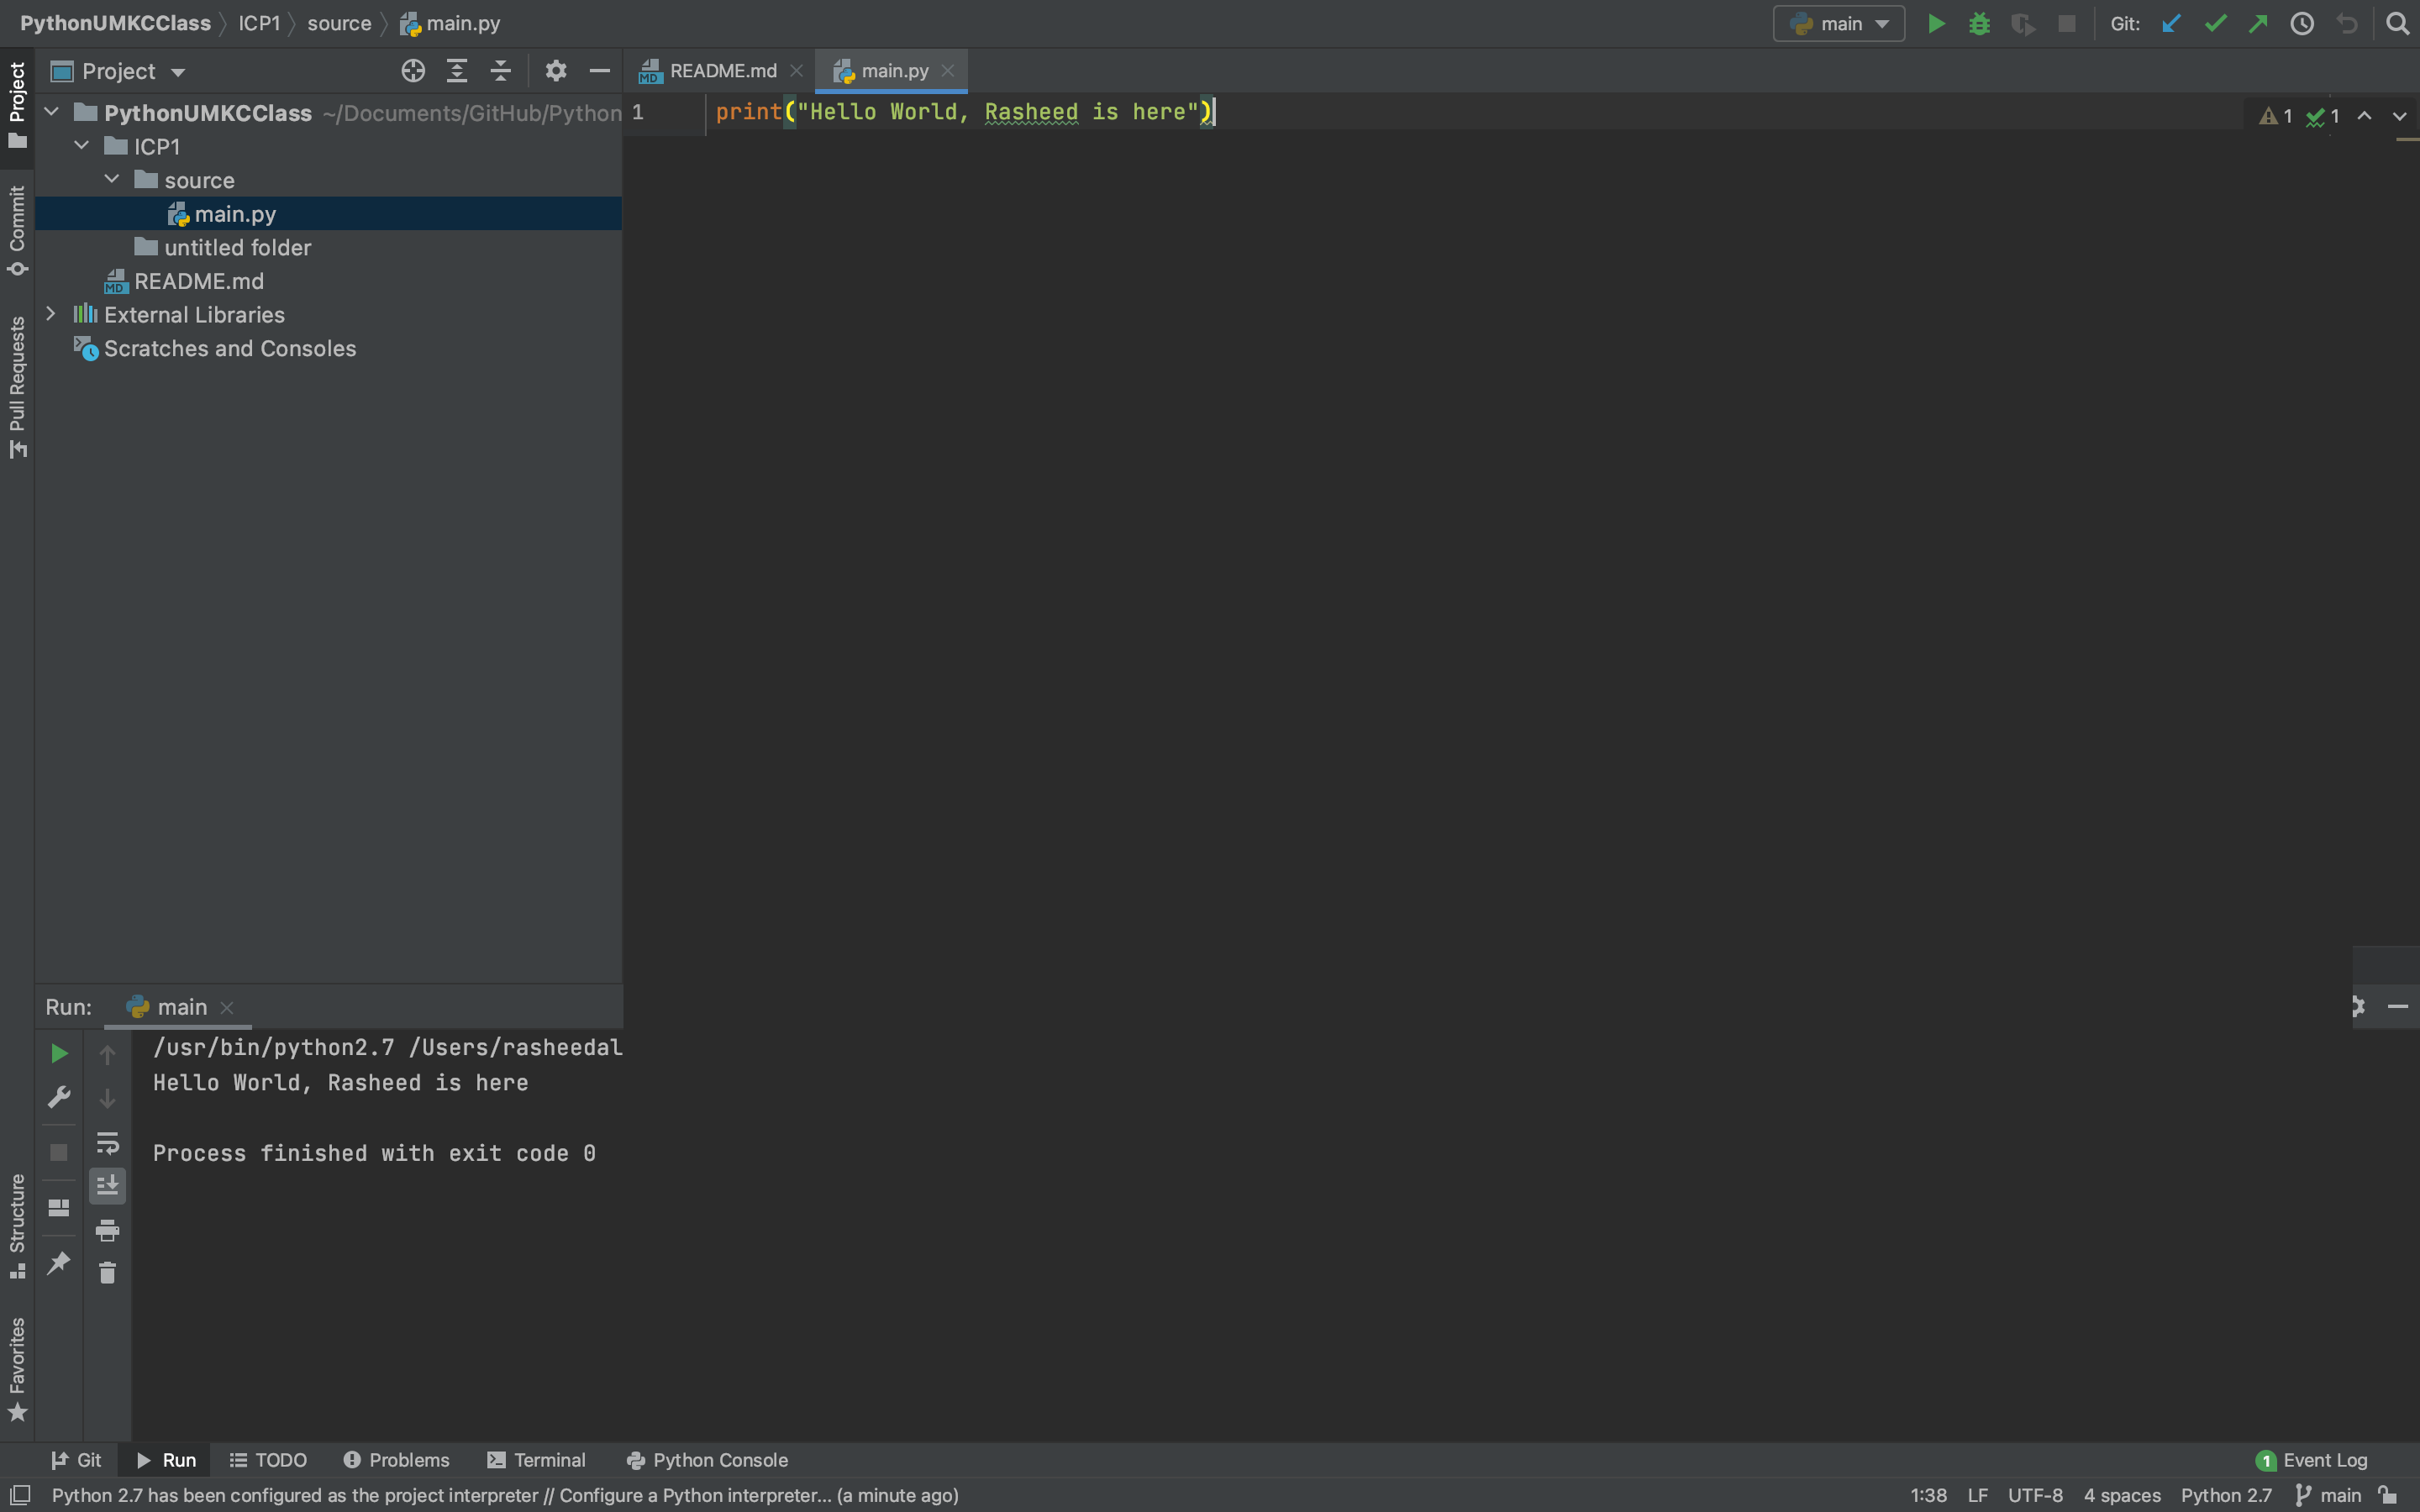 PythonUMKCClass ICP1 source main.py
main
Git:
Project
README.md
main.py
PythonUMKCClass ~/Documents/GitHub/Python
ICP1
source
main.py
untitled folder
README.md
External Libraries
Scratches and Consoles
1 print("Hello World, Rasheed is here")
1 1
Project
Commit
Pull Requests
Structure
Favorites
Run: main
/usr/bin/python2.7 /Users/rasheedal
Hello World, Rasheed is here
Process finished with exit code 0
Git Run TODO Problems Terminal Python Console
1 Event Log
Python 2.7 has been configured as the project interpreter // Configure a Python interpreter... (a minute ago)
1:38 LF UTF-8 4 spaces Python 2.7 main